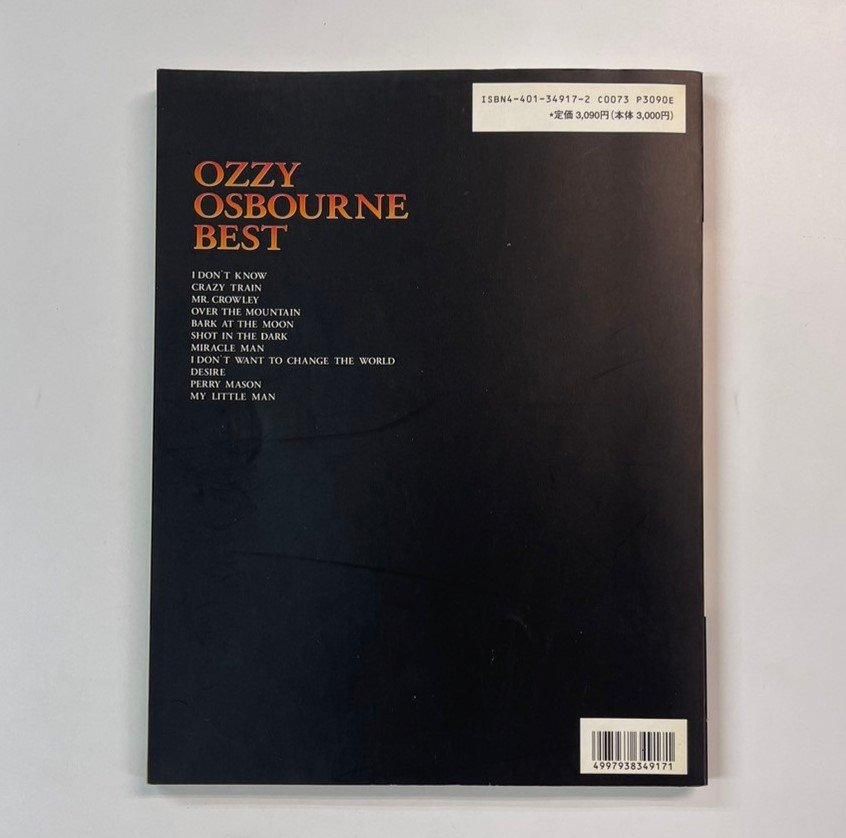 ISBN4-401-34917-2 C0073 P3090E
★定価 3,090円(本体 3,000円)
OZZY
OSBOURNE
BEST
I DON'T KNOW
CRAZY TRAIN
MR. CROWLEY
OVER THE MOUNTAIN
BARK AT THE MOON
SHOT IN THE DARK
MIRACLE MAN
I DON'T WANT TO CHANGE THE WORLD
DESIRE
PERRY MASON
MY LITTLE MAN
4997938349171